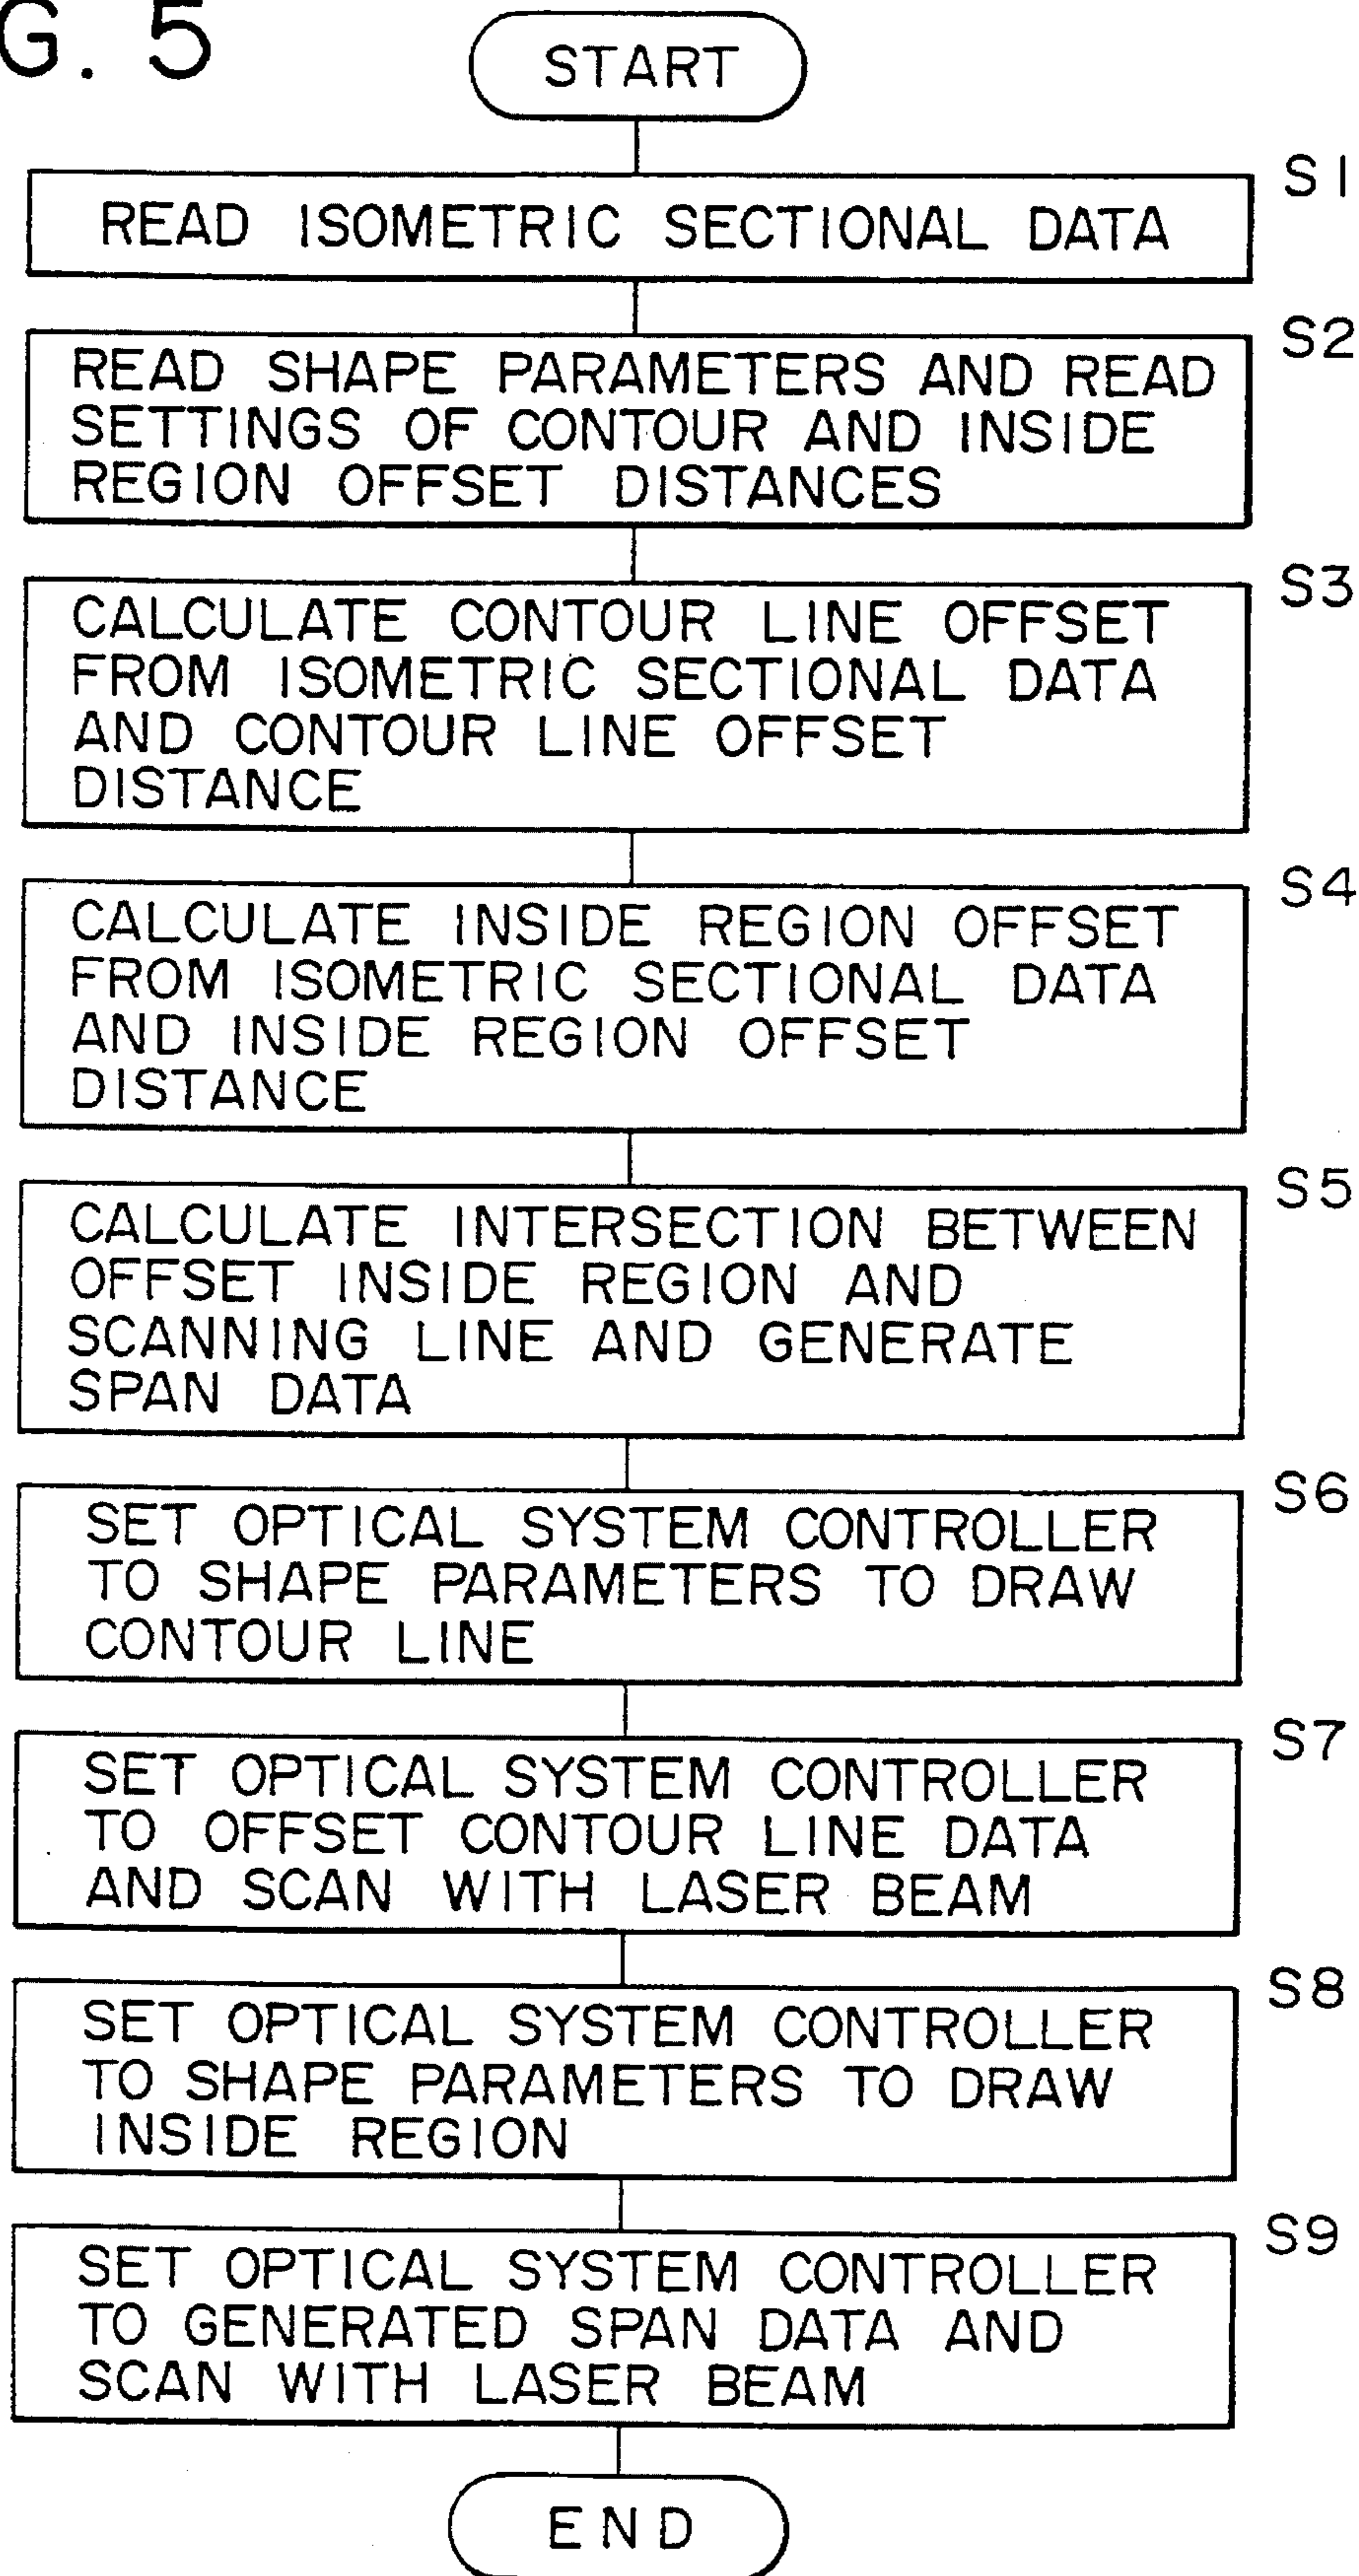 G. 5
START
S1
READ ISOMETRIC SECTIONAL DATA
S2
READ SHAPE PARAMETERS AND READ
SETTINGS OF CONTOUR AND INSIDE
REGION OFFSET DISTANCES
S3
CALCULATE CONTOUR LINE OFFSET
FROM ISOMETRIC SECTIONAL DATA
AND CONTOUR LINE OFFSET
DISTANCE
S4
CALCULATE INSIDE REGION OFFSET
FROM ISOMETRIC SECTIONAL DATA
AND INSIDE REGION OFFSET
DISTANCE
S5
CALCULATE INTERSECTION BETWEEN
OFFSET INSIDE REGION AND
SCANNING LINE AND GENERATE
SPAN DATA
S6
SET OPTICAL SYSTEM CONTROLLER
TO SHAPE PARAMETERS TO DRAW
CONTOUR LINE
S7
SET OPTICAL SYSTEM CONTROLLER
TO OFFSET CONTOUR LINE DATA
AND SCAN WITH LASER BEAM
S8
SET OPTICAL SYSTEM CONTROLLER
TO SHAPE PARAMETERS TO DRAW
INSIDE REGION
S9
SET OPTICAL SYSTEM CONTROLLER
TO GENERATED SPAN DATA AND
SCAN WITH LASER BEAM
END